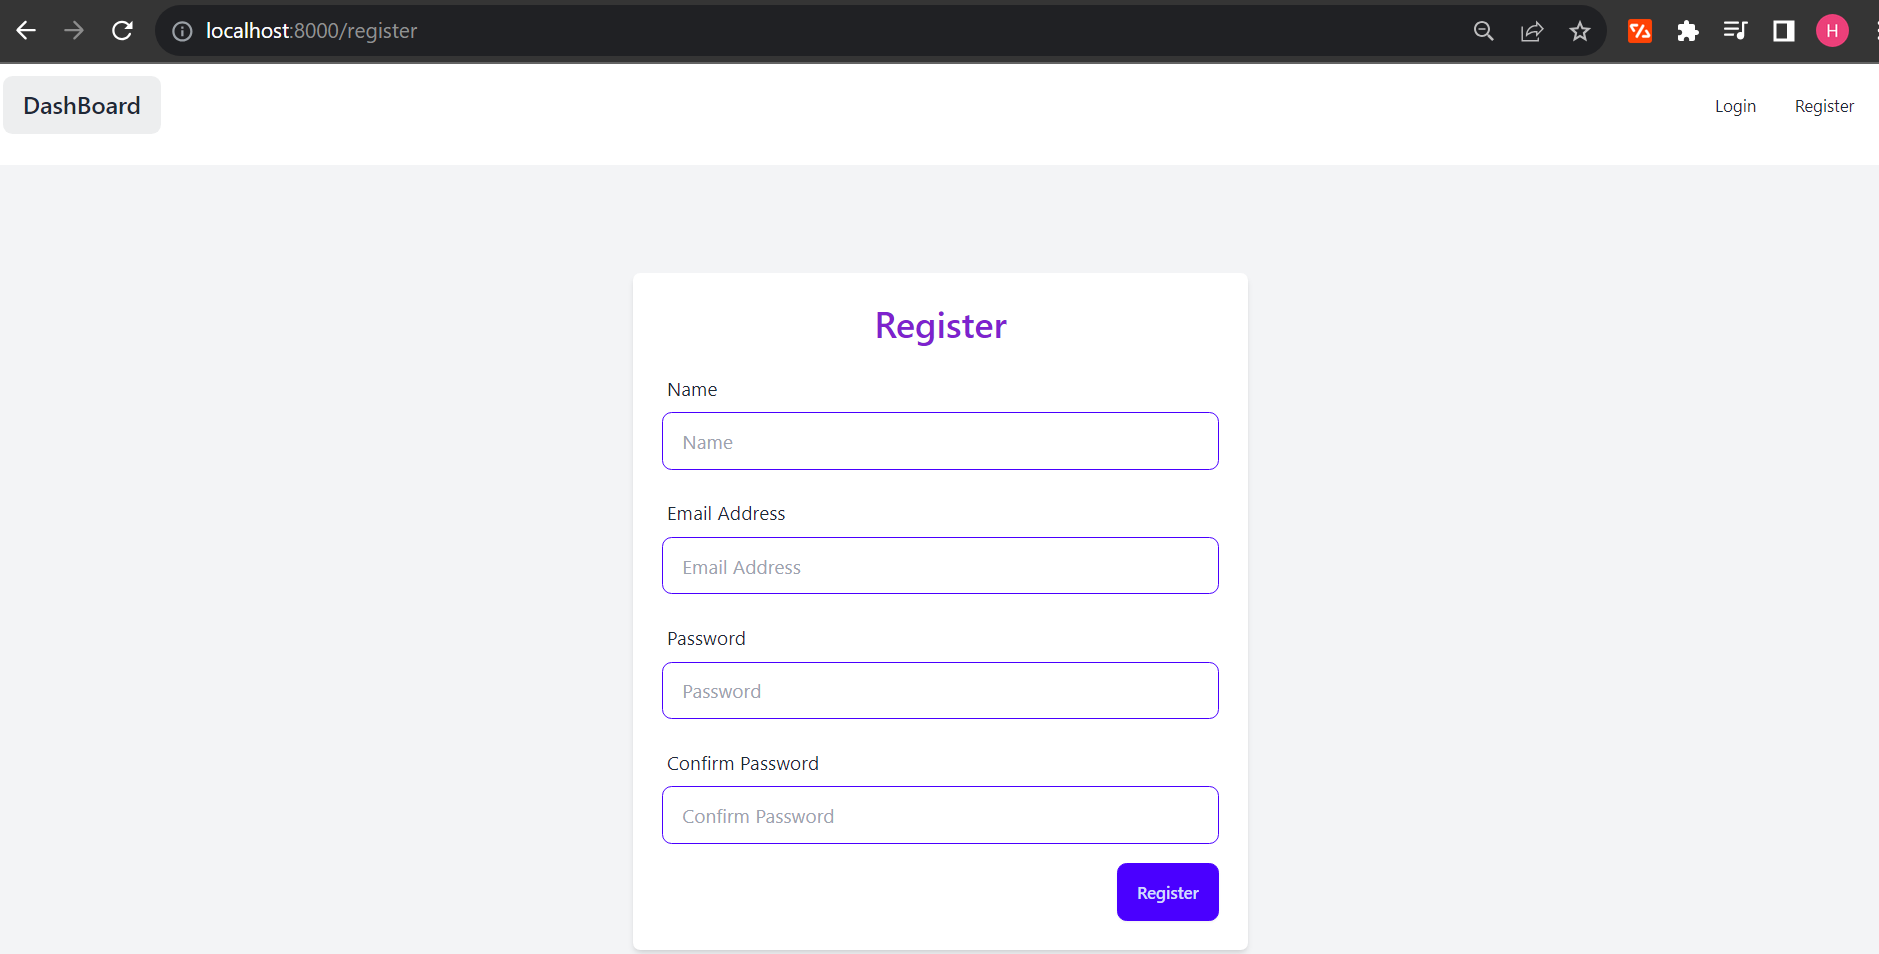 localhost:8000/register
H
DashBoard
Login Register
Register
Name
Name
Email Address
Email Address
Password
Password
Confirm Password
Confirm Password
Register